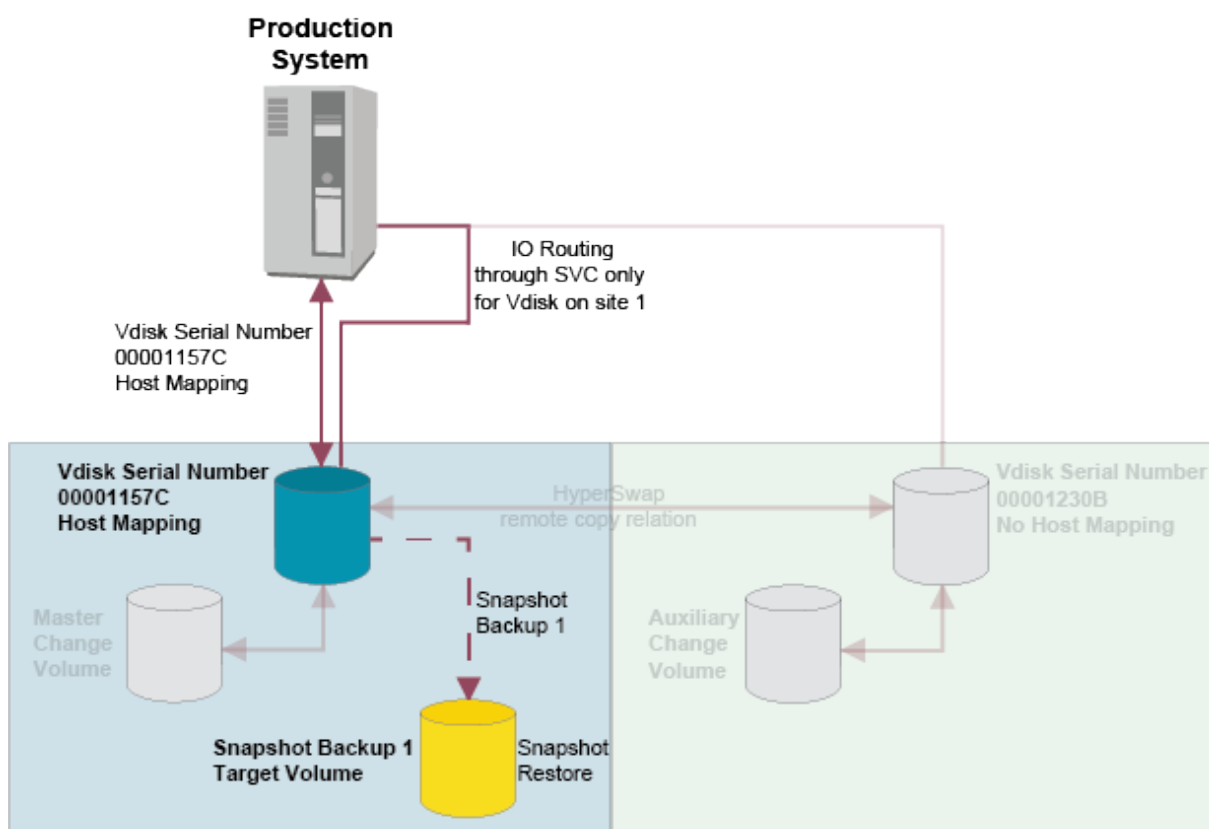 Production
System
IO Routing
through SVC only
for Vdisk on site 1
Vdisk Serial Number
00001157C
Host Mapping
Vdisk Serial Number
00001157C
Host Mapping
HyperSwap
remote copy relation
Vdisk Serial Number
00001230B
No Host Mapping
Master
Change
Volume
Snapshot
Backup 1
Auxiliary
Change
Volume
Snapshot Backup 1
Target Volume
Snapshot
Restore